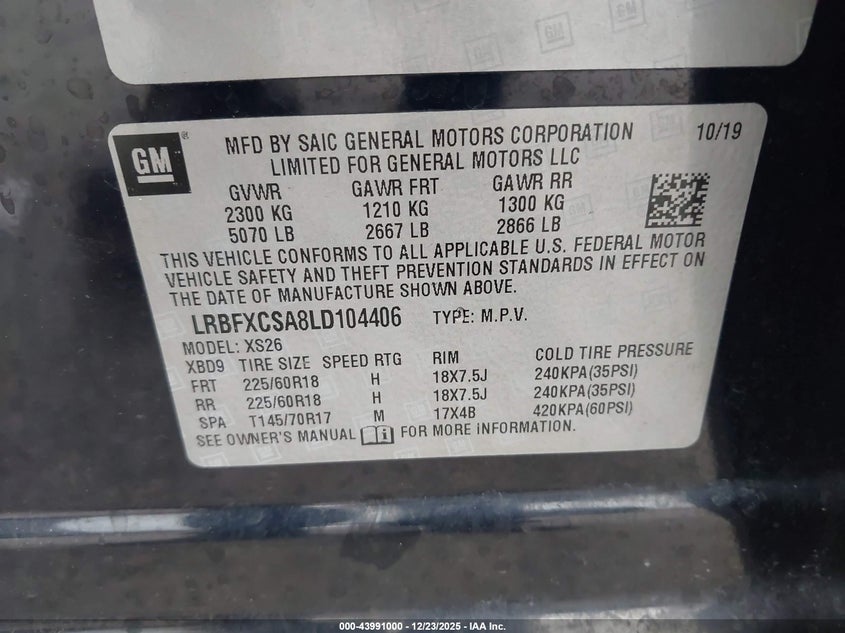 GM
®
MFD BY SAIC GENERAL MOTORS CORPORATION 10/19
LIMITED FOR GENERAL MOTORS LLC
GVWR GAWR FRT GAWR RR
2300 KG 1210 KG 1300 KG
5070 LB 2667 LB 2866 LB
THIS VEHICLE CONFORMS TO ALL APPLICABLE U.S. FEDERAL MOTOR
VEHICLE SAFETY AND THEFT PREVENTION STANDARDS IN EFFECT ON
THE DATE OF MANUFACTURE SHOWN ABOVE.
LRBFXCSA8LD104406 TYPE: M.P.V.
MODEL: XS26
XBD9 TIRE SIZE SPEED RTG RIM COLD TIRE PRESSURE
FRT 225/60R18 H 18X7.5J 240KPA(35PSI)
RR 225/60R18 H 18X7.5J 240KPA(35PSI)
SPA T145/70R17 M 17X4B 420KPA(60PSI)
SEE OWNER'S MANUAL FOR MORE INFORMATION.
000-43991000 - 12/23/2025 - IAA Inc.